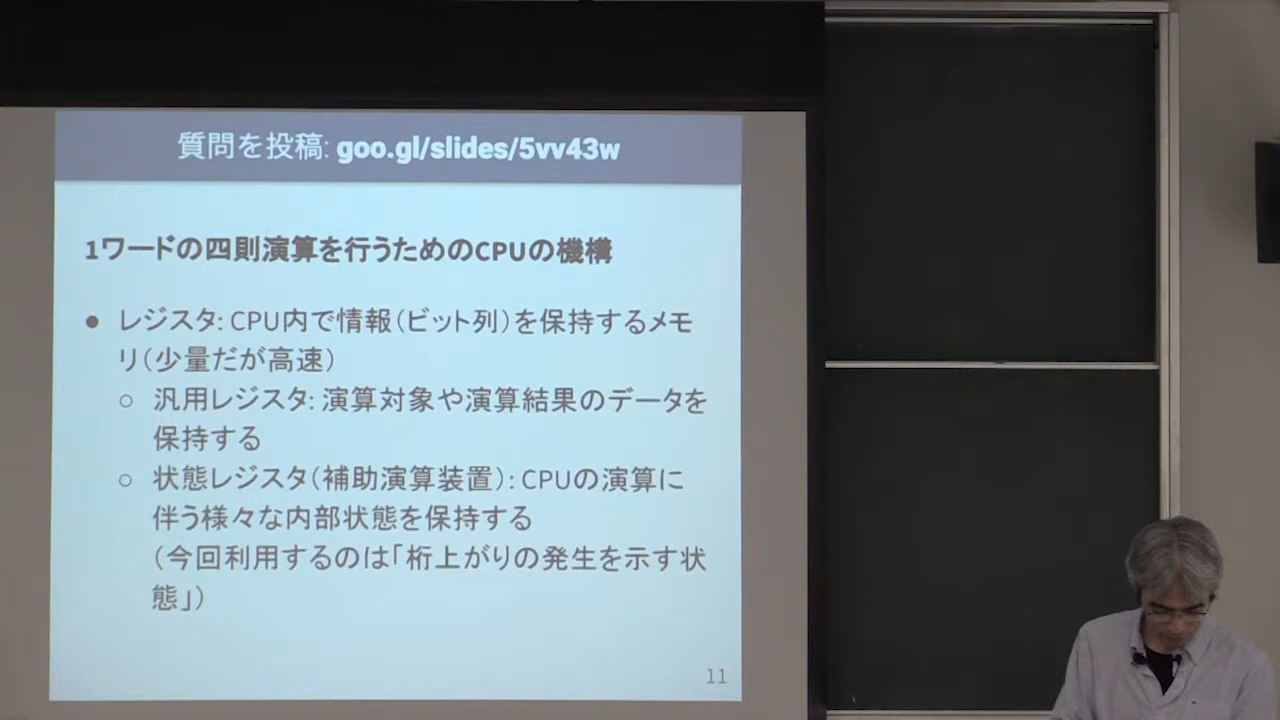 質問を投稿: goo.gl/slides/5vv43w
1ワードの四則演算を行うためのCPUの機構
● レジスタ: CPU内で情報(ビット列)を保持するメモ
リ(少量だが高速)
○ 汎用レジスタ: 演算対象や演算結果のデータを
保持する
○ 状態レジスタ(補助演算装置): CPUの演算に
伴う様々な内部状態を保持する
(今回利用するのは「桁上がりの発生を示す状
態」)
11